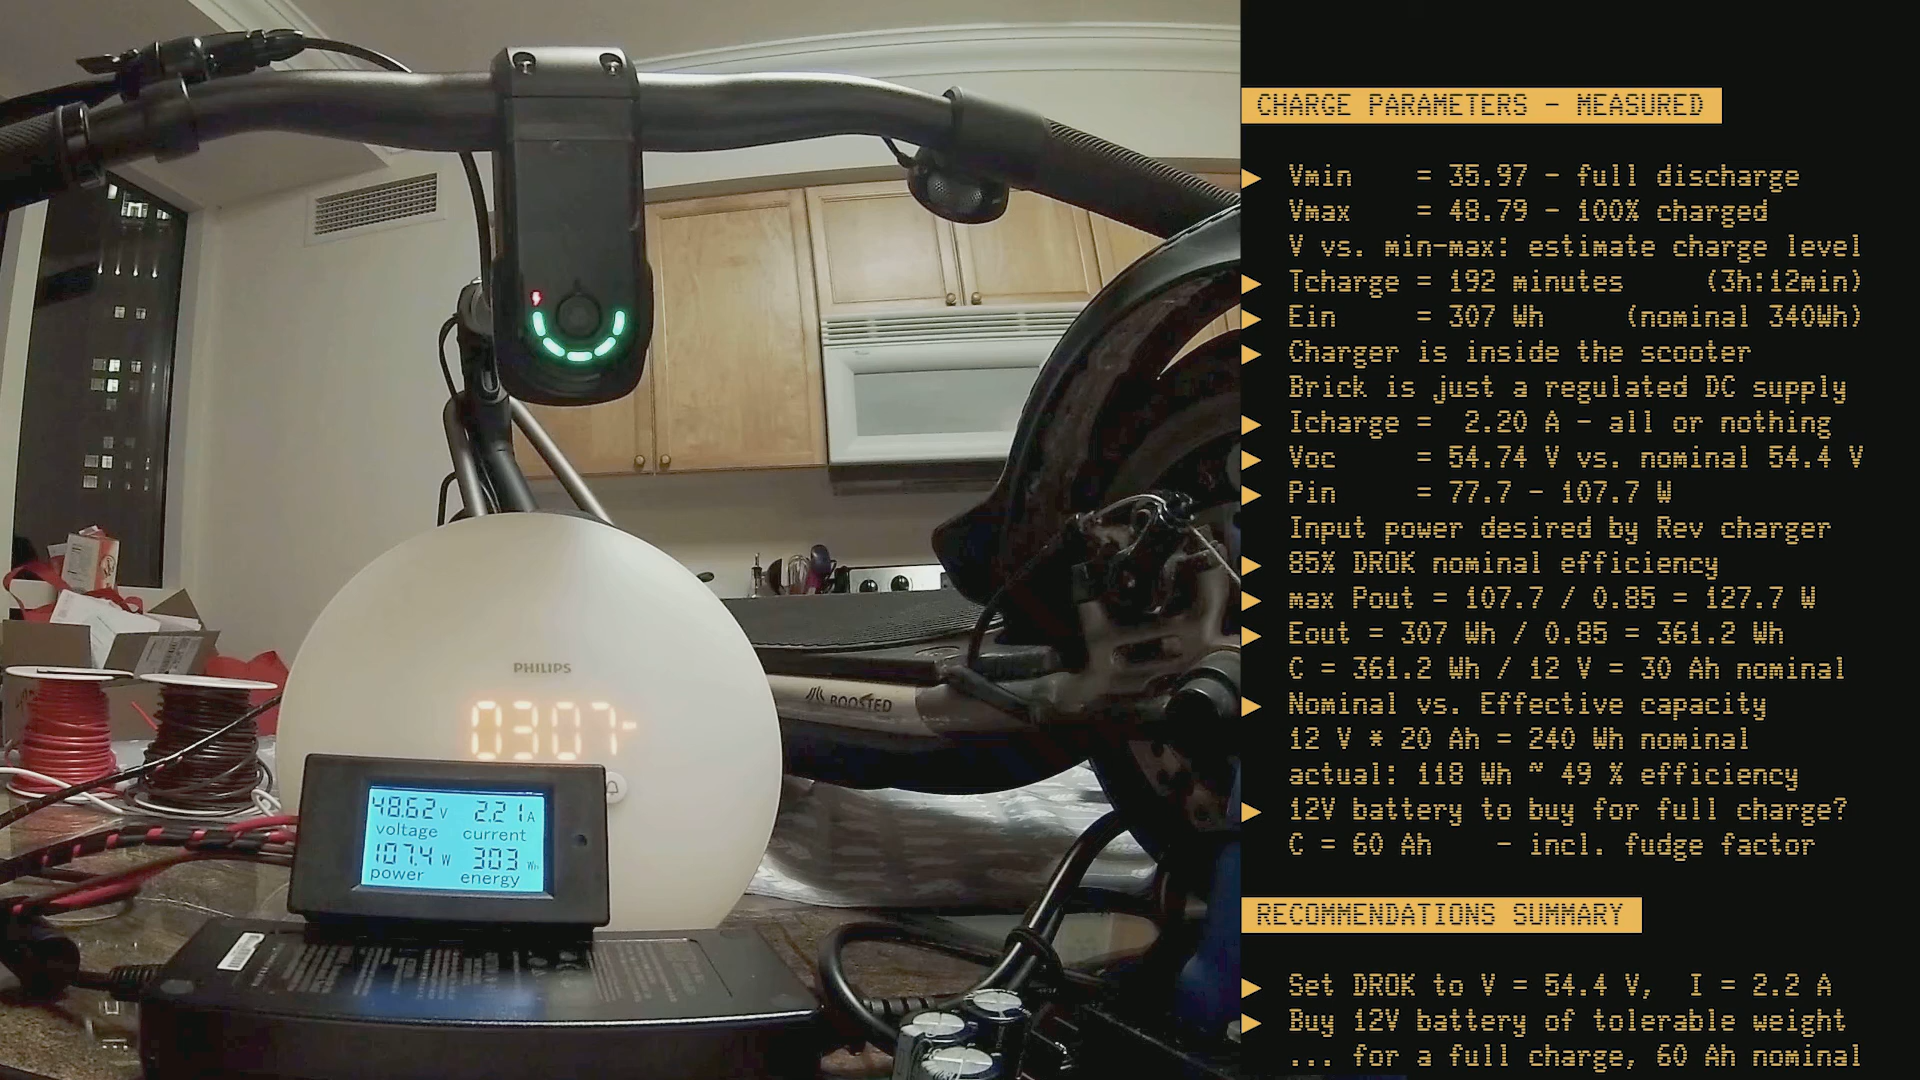 PHILIPS
0307
BOOSTED
48.62 V 2.21 A
voltage current
107.4 W 303 Wh
power energy
CHARGE PARAMETERS - MEASURED
Vmin = 35.97 - full discharge
Vmax = 48.79 - 100% charged
V vs. min-max: estimate charge level
Tcharge = 192 minutes (3h:12min)
Ein = 307 Wh (nominal 340Wh)
Charger is inside the scooter
Brick is just a regulated DC supply
Icharge = 2.20 A - all or nothing
Voc = 54.74 V vs. nominal 54.4 V
Pin = 77.7 - 107.7 W
Input power desired by Rev charger
85% DROK nominal efficiency
max Pout = 107.7 / 0.85 = 127.7 W
Eout = 307 Wh / 0.85 = 361.2 Wh
C = 361.2 Wh / 12 V = 30 Ah nominal
Nominal vs. Effective capacity
12 V * 20 Ah = 240 Wh nominal
actual: 118 Wh ~ 49 % efficiency
12V battery to buy for full charge?
C = 60 Ah - incl. fudge factor
RECOMMENDATIONS SUMMARY
Set DROK to V = 54.4 V, I = 2.2 A
Buy 12V battery of tolerable weight
... for a full charge, 60 Ah nominal